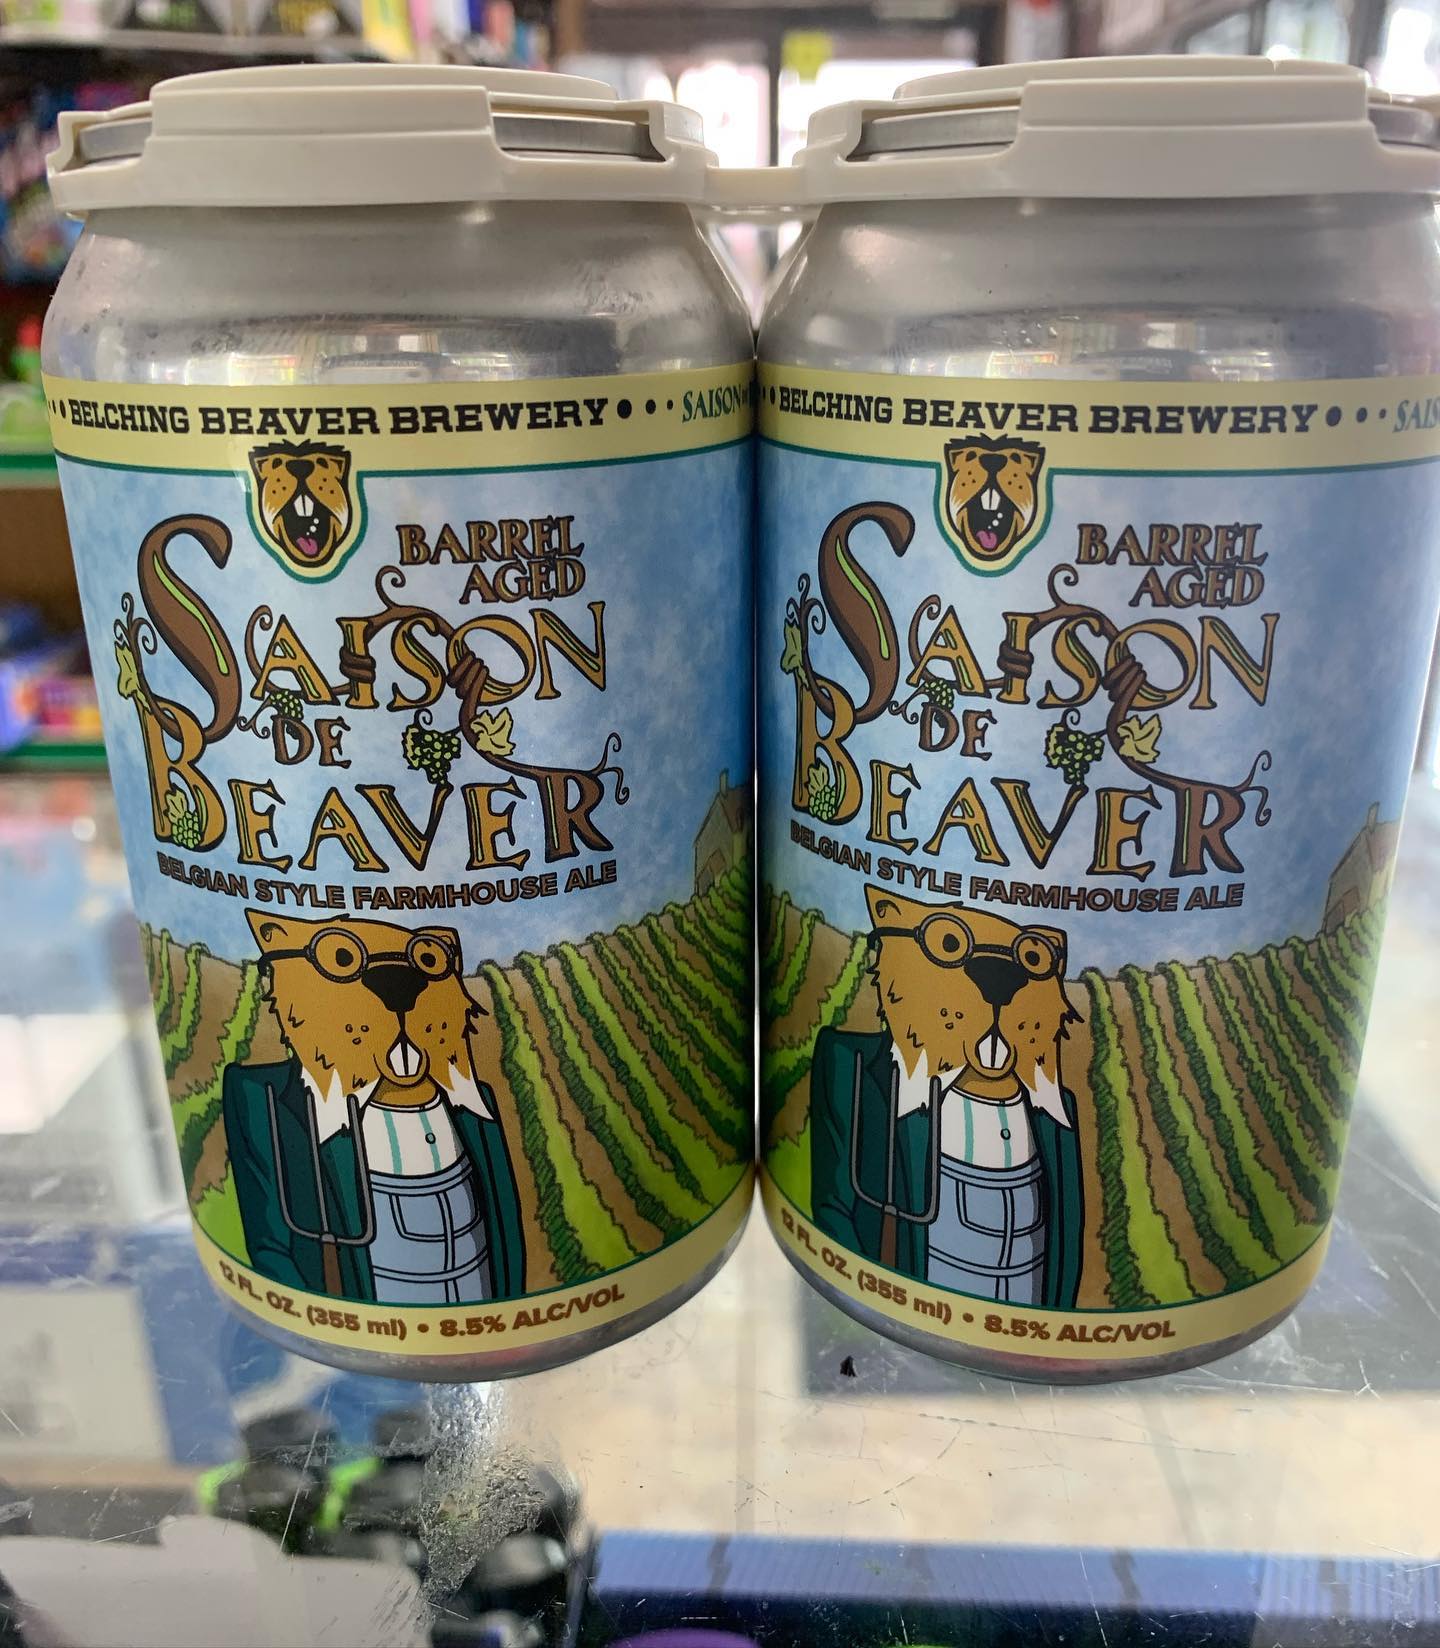 BELCHING BEAVER BREWERY • • • SAISON
BARREL
AGED
SAISON
DE
BEAVER
BELGIAN STYLE FARMHOUSE ALE
12 FL. OZ. (355 ml) • 8.5% ALC/VOL
BELCHING BEAVER BREWERY • • •
BARREL
AGED
SAISON
DE
BEAVER
BELGIAN STYLE FARMHOUSE ALE
12 FL. OZ. (355 ml) • 8.5% ALC/VOL